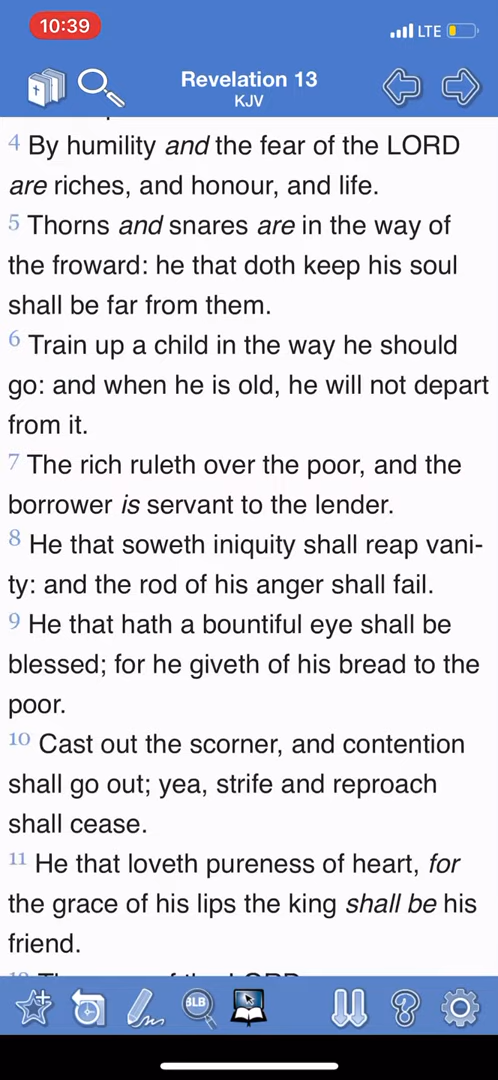 10:39
LTE
Revelation 13
KJV
4 By humility and the fear of the LORD
are riches, and honour, and life.
5 Thorns and snares are in the way of
the froward: he that doth keep his soul
shall be far from them.
6 Train up a child in the way he should
go: and when he is old, he will not depart
from it.
7 The rich ruleth over the poor, and the
borrower is servant to the lender.
8 He that soweth iniquity shall reap vani-
ty: and the rod of his anger shall fail.
9 He that hath a bountiful eye shall be
blessed; for he giveth of his bread to the
poor.
10 Cast out the scorner, and contention
shall go out; yea, strife and reproach
shall cease.
11 He that loveth pureness of heart, for
the grace of his lips the king shall be his
friend.
BLB